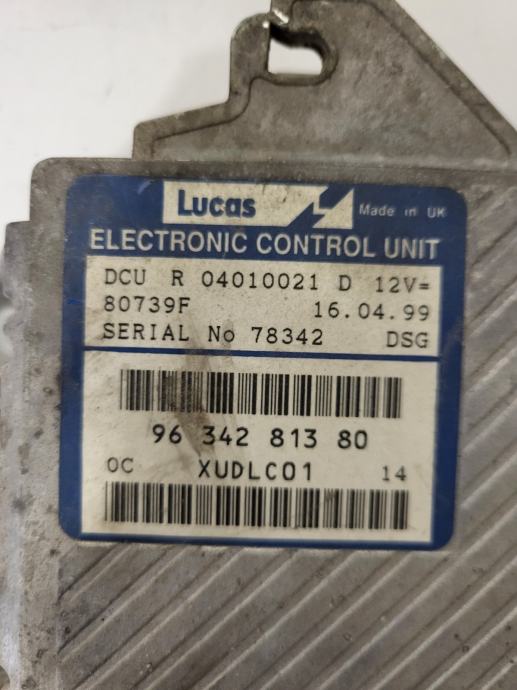 Lucas Made in UK
ELECTRONIC CONTROL UNIT
DCU R 04010021 D 12V=
80739F 16.04.99
SERIAL No 78342 DSG
96 342 813 80
0C XUDLC01 14